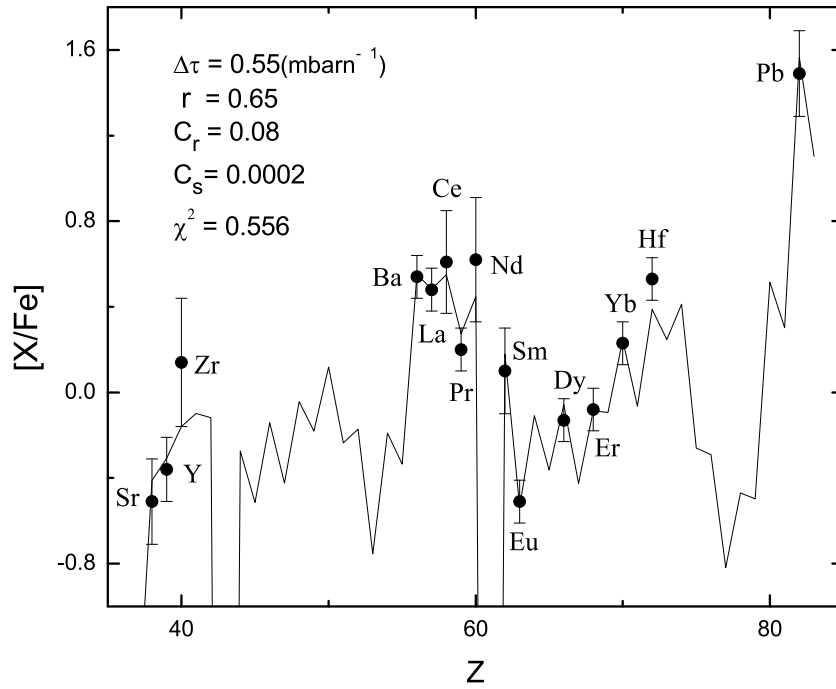 Δτ = 0.55(mbarn⁻¹)
r = 0.65
Cᵣ = 0.08
Cₛ= 0.0002
χ² = 0.556
[X/Fe]
1.6
0.8
0.0
-0.8
Sr
Y
Zr
Ba
La
Ce
Pr
Nd
Sm
Eu
Dy
Er
Yb
Hf
Pb
40
60
80
Z